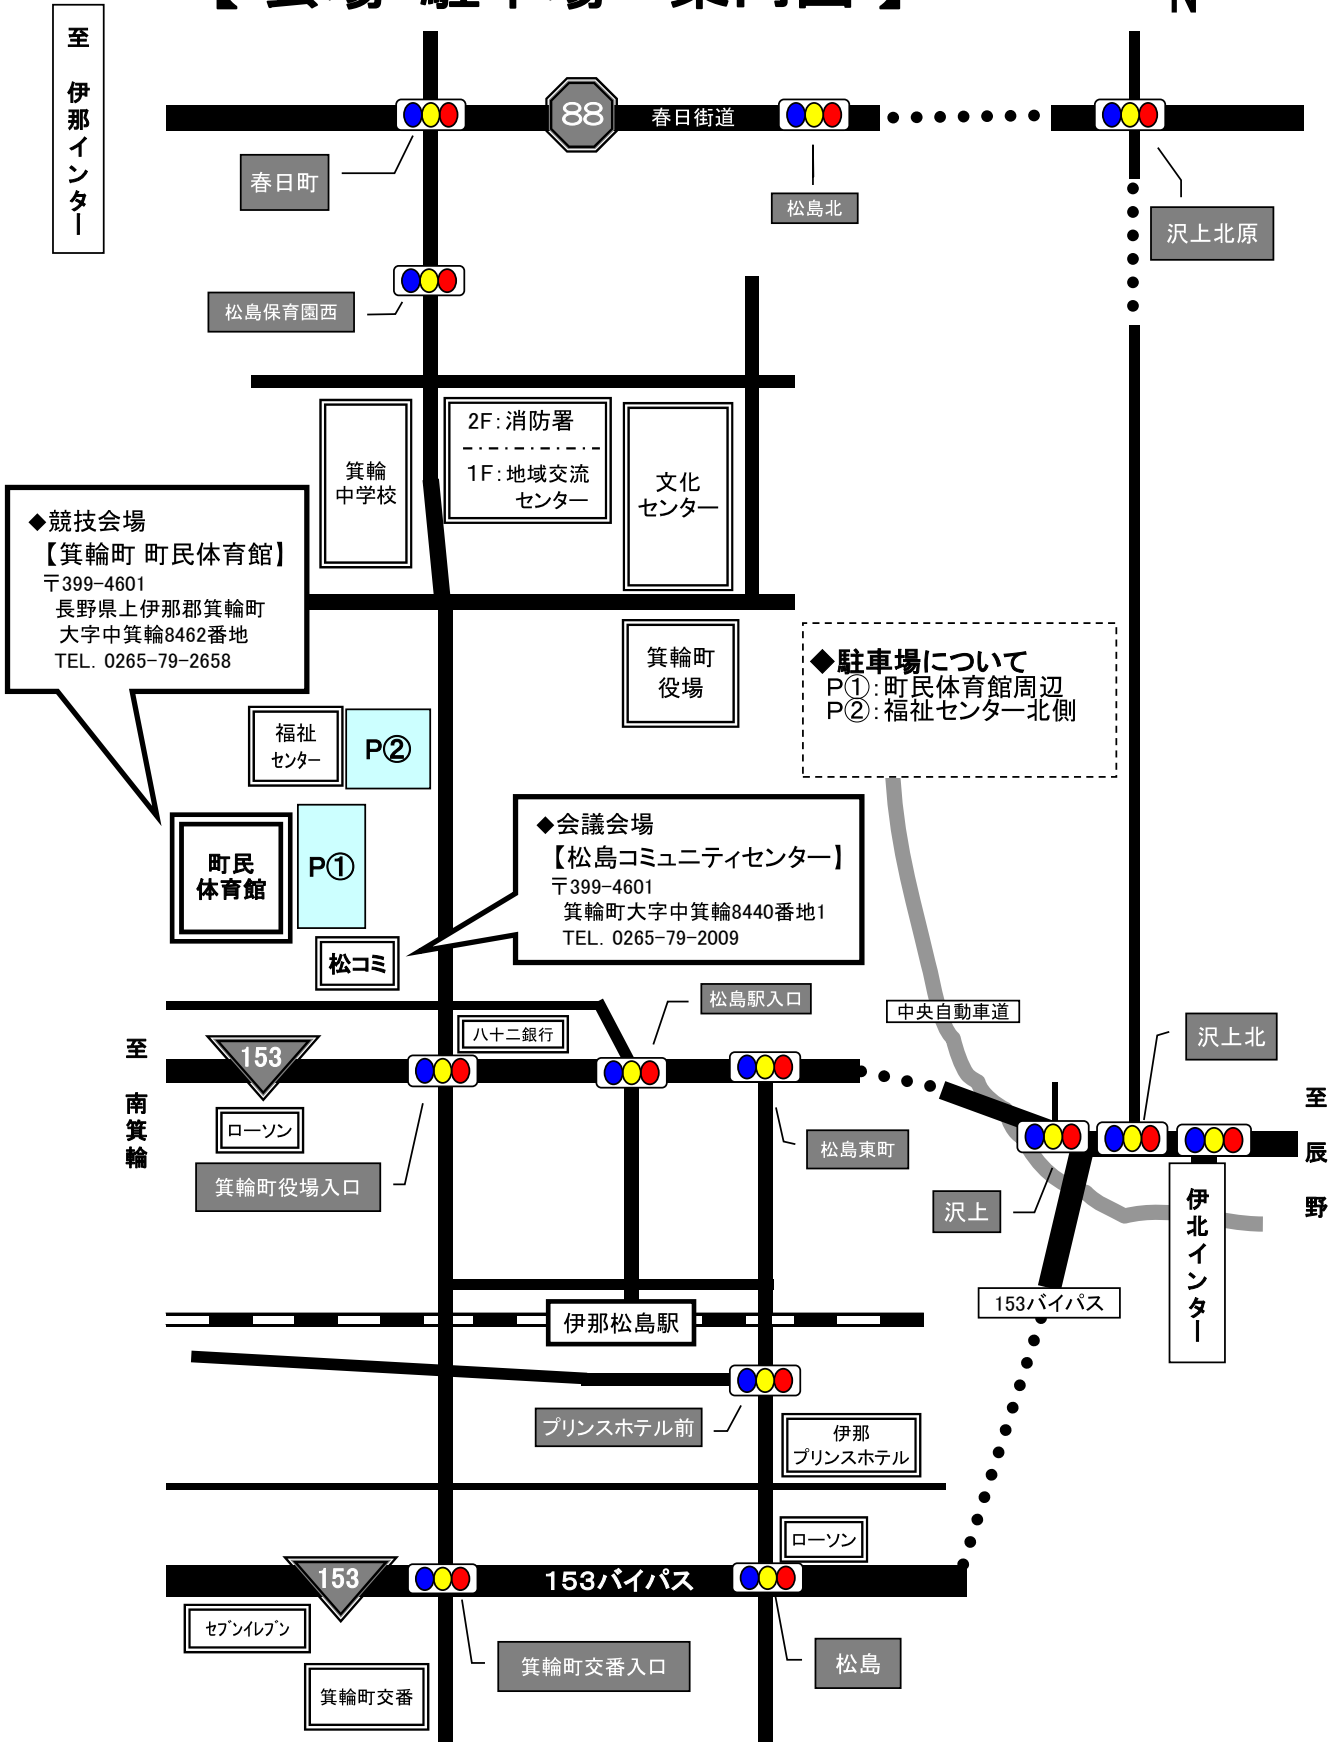 【 会場・駐車場 案内図 】
N
至 伊那インター
88
春日街道
春日町
松島北
沢上北原
松島保育園西
箕輪
中学校
2F：消防署
1F：地域交流
センター
文化
センター
◆競技会場
【箕輪町 町民体育館】
〒399-4601
長野県上伊那郡箕輪町
大字中箕輪8462番地
TEL. 0265-79-2658
箕輪町
役場
◆駐車場について
P①：町民体育館周辺
P②：福祉センター北側
福祉
センター
P②
町民
体育館
P①
◆会議会場
【松島コミュニティセンター】
〒399-4601
箕輪町大字中箕輪8440番地1
TEL. 0265-79-2009
松コミ
松島駅入口
中央自動車道
沢上北
八十二銀行
至 南箕輪
153
ローソン
箕輪町役場入口
松島東町
沢上
至 辰野
伊北インター
153バイパス
伊那松島駅
プリンスホテル前
伊那
プリンスホテル
ローソン
153
153バイパス
セブンイレブン
箕輪町交番入口
松島
箕輪町交番